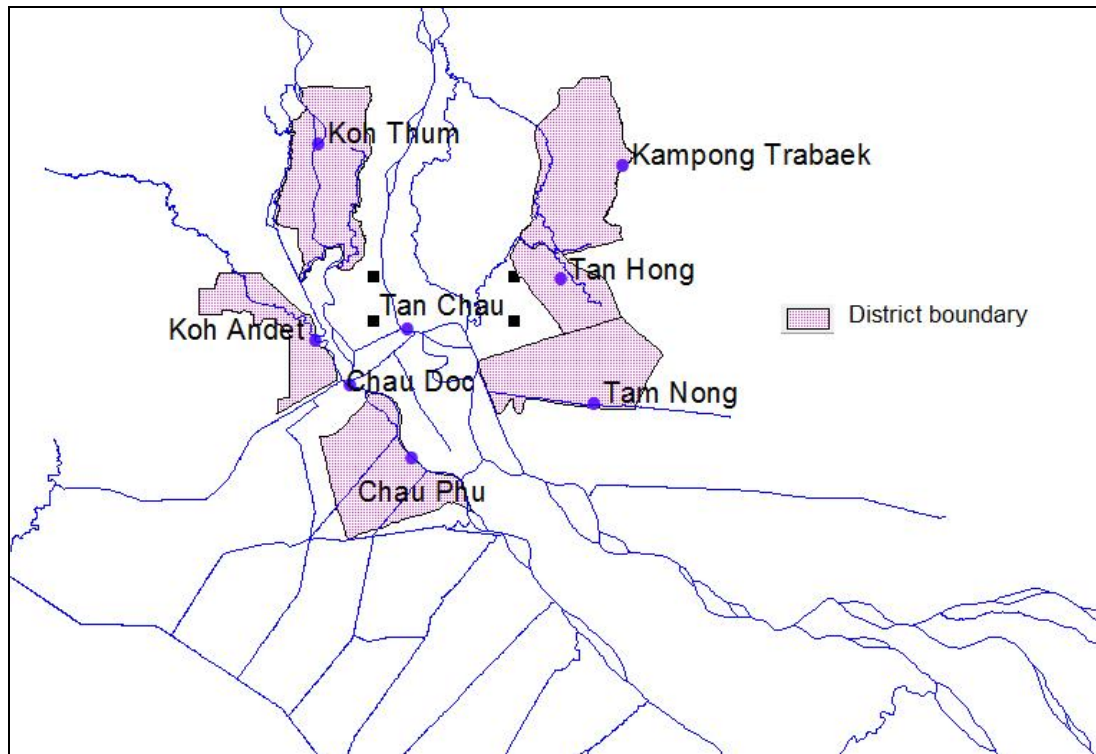 Koh Thum
Kampong Trabaek
Tan Hong
Tan Chau
District boundary
Koh Andet
Chau Doc
Tam Nong
Chau Phu